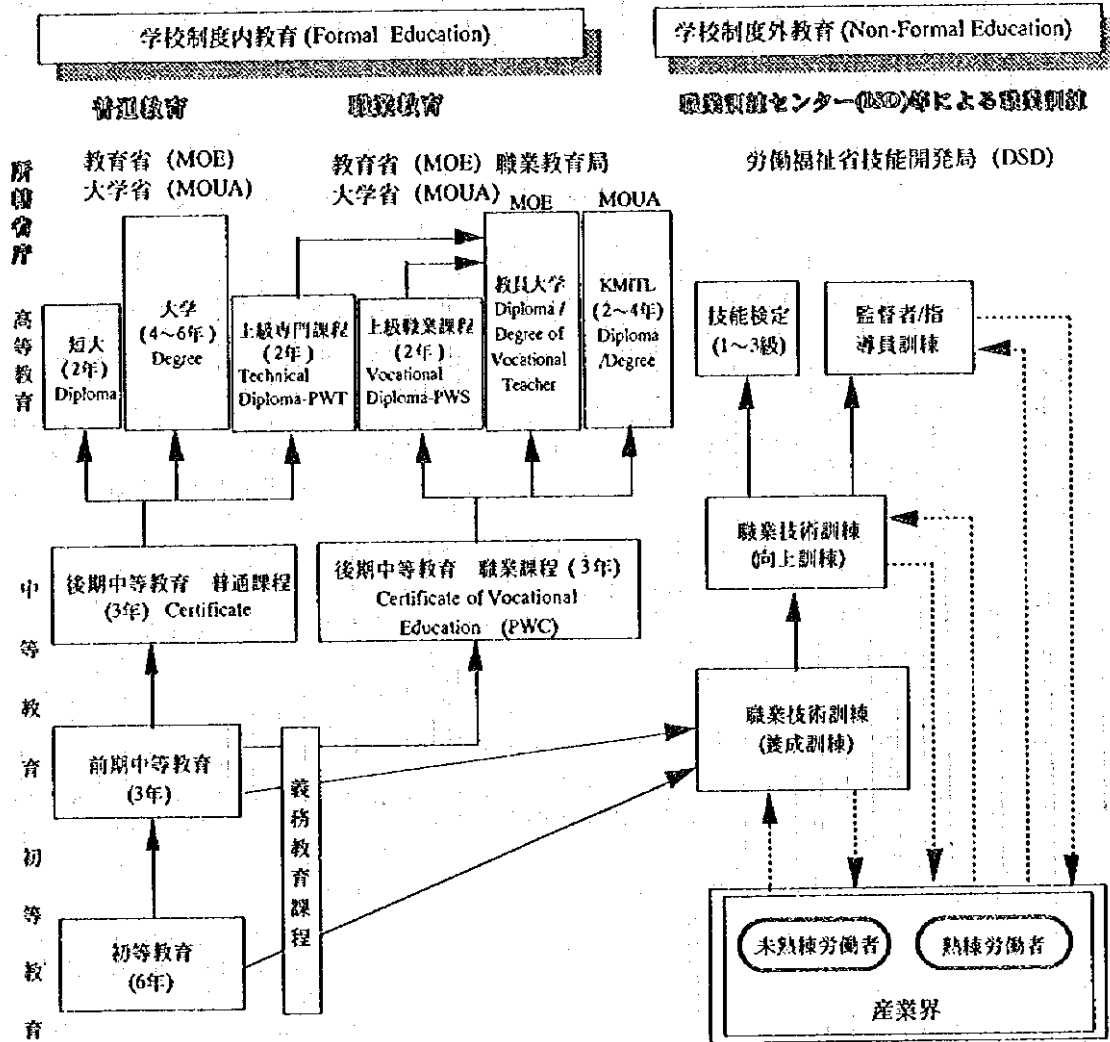 学校制度内教育 (Formal Education)
学校制度外教育 (Non-Formal Education)
普通教育
職業教育
職業訓練センター(DSD)等による職業訓練
所轄省庁
教育省 (MOE)
大学省 (MOUA)
教育省 (MOE) 職業教育局
大学省 (MOUA)
労働福祉省技能開発局 (DSD)
MOE
MOUA
高等教育
短大
(2年)
Diploma
大学
(4～6年)
Degree
上級専門課程
(2年)
Technical
Diploma-PWT
上級職業課程
(2年)
Vocational
Diploma-PWS
教員大学
Diploma /
Degree of
Vocational
Teacher
KMITL
(2～4年)
Diploma
/Degree
技能検定
(1～3級)
監督者/指
導員訓練
中等教育
後期中等教育 普通課程
(3年) Certificate
後期中等教育 職業課程 (3年)
Certificate of Vocational
Education (PWC)
職業技術訓練
(向上訓練)
前期中等教育
(3年)
義務教育課程
職業技術訓練
(養成訓練)
初等教育
初等教育
(6年)
未熟練労働者
熟練労働者
産業界